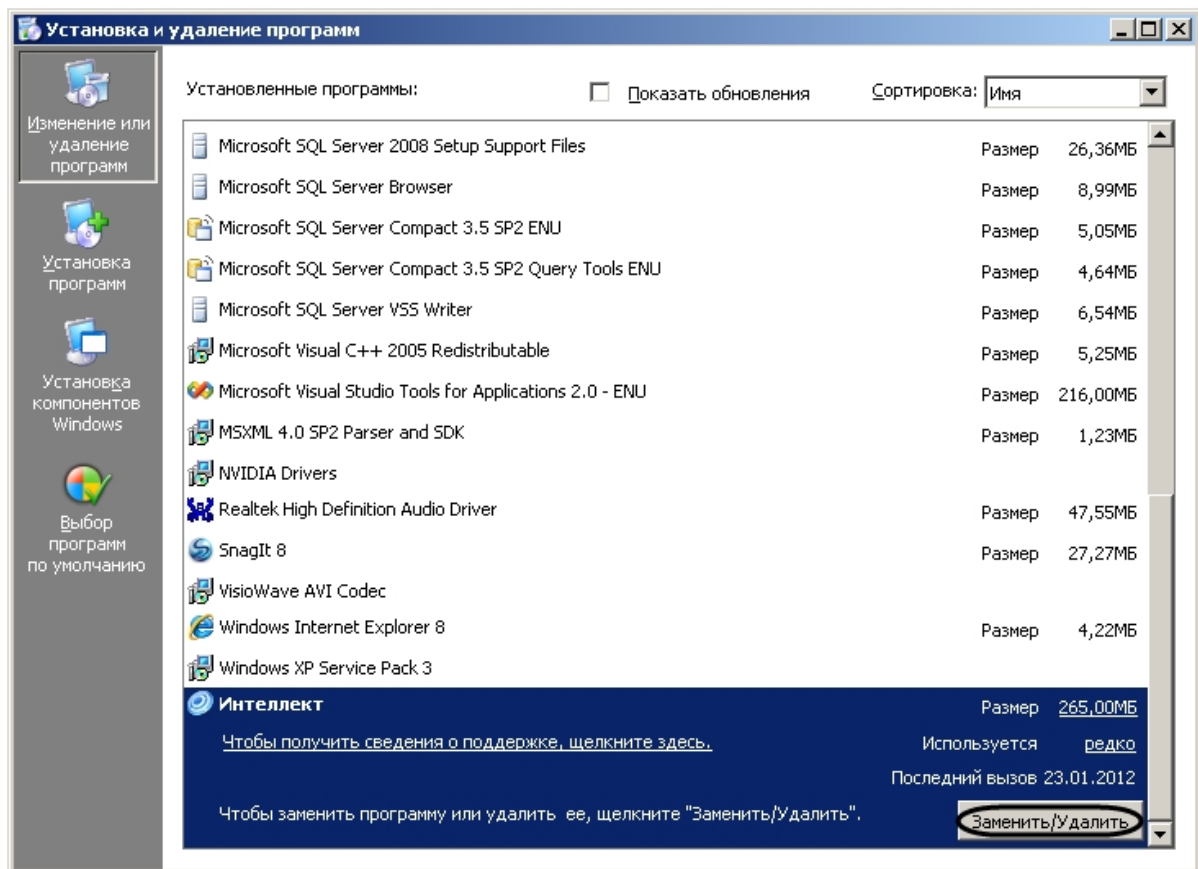 Установка и удаление программ
Изменение или
удаление
программ
Установка
программ
Установка
компонентов
Windows
Выбор
программ
по умолчанию
Установленные программы: Показать обновления Сортировка: Имя
Microsoft SQL Server 2008 Setup Support Files Размер 26,36МБ
Microsoft SQL Server Browser Размер 8,99МБ
Microsoft SQL Server Compact 3.5 SP2 ENU Размер 5,05МБ
Microsoft SQL Server Compact 3.5 SP2 Query Tools ENU Размер 4,64МБ
Microsoft SQL Server VSS Writer Размер 6,54МБ
Microsoft Visual C++ 2005 Redistributable Размер 5,25МБ
Microsoft Visual Studio Tools for Applications 2.0 - ENU Размер 216,00МБ
MSXML 4.0 SP2 Parser and SDK Размер 1,23МБ
NVIDIA Drivers
Realtek High Definition Audio Driver Размер 47,55МБ
SnagIt 8 Размер 27,27МБ
VisioWave AVI Codec
Windows Internet Explorer 8 Размер 4,22МБ
Windows XP Service Pack 3
Интеллект Размер 265,00МБ
Чтобы получить сведения о поддержке, щелкните здесь. Используется редко
Последний вызов 23.01.2012
Чтобы заменить программу или удалить ее, щелкните "Заменить/Удалить". Заменить/Удалить